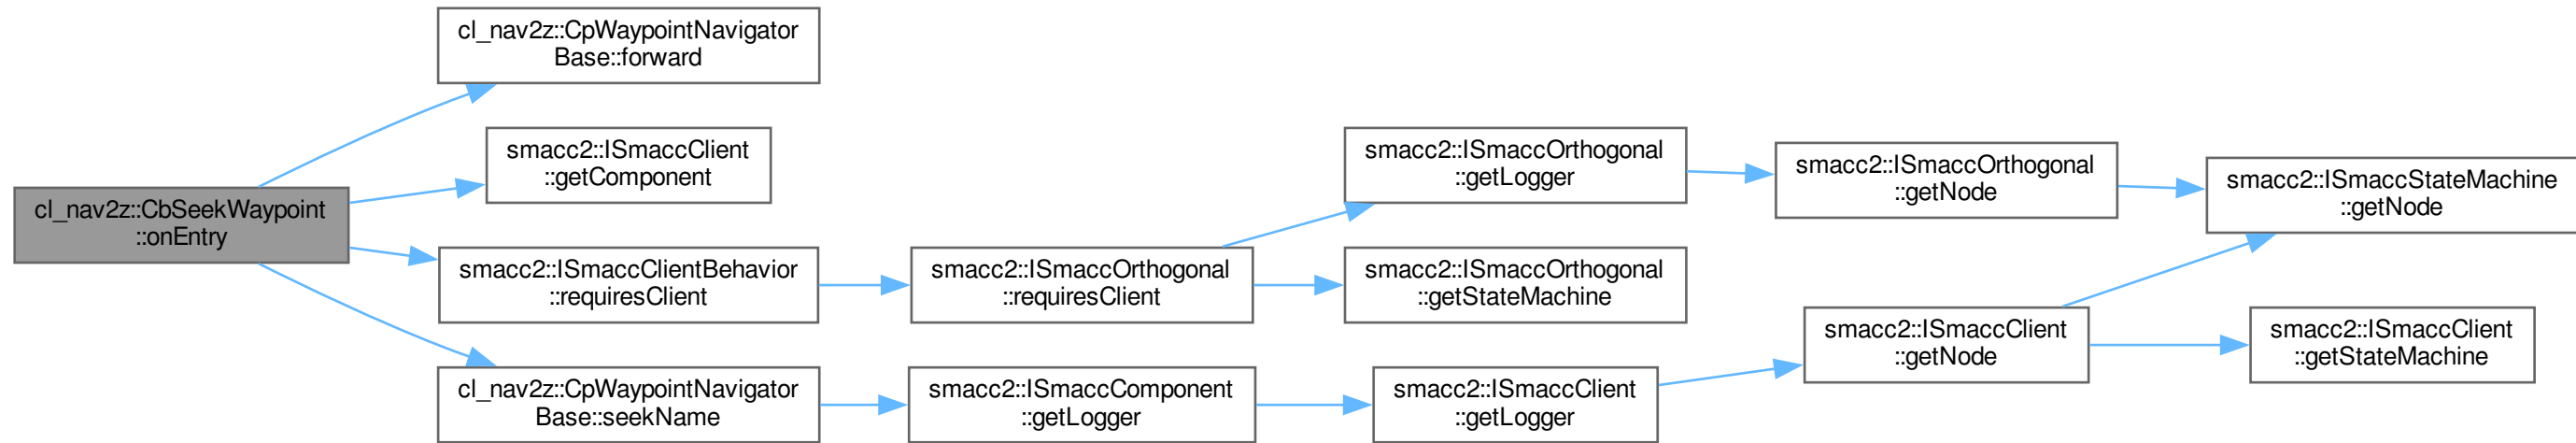 cl_nav2z::CbSeekWaypoint
::onEntry
cl_nav2z::CpWaypointNavigator
Base::forward
smacc2::ISmaccClient
::getComponent
smacc2::ISmaccClientBehavior
::requiresClient
cl_nav2z::CpWaypointNavigator
Base::seekName
smacc2::ISmaccOrthogonal
::requiresClient
smacc2::ISmaccComponent
::getLogger
smacc2::ISmaccOrthogonal
::getLogger
smacc2::ISmaccOrthogonal
::getStateMachine
smacc2::ISmaccClient
::getLogger
smacc2::ISmaccOrthogonal
::getNode
smacc2::ISmaccClient
::getNode
smacc2::ISmaccStateMachine
::getNode
smacc2::ISmaccClient
::getStateMachine